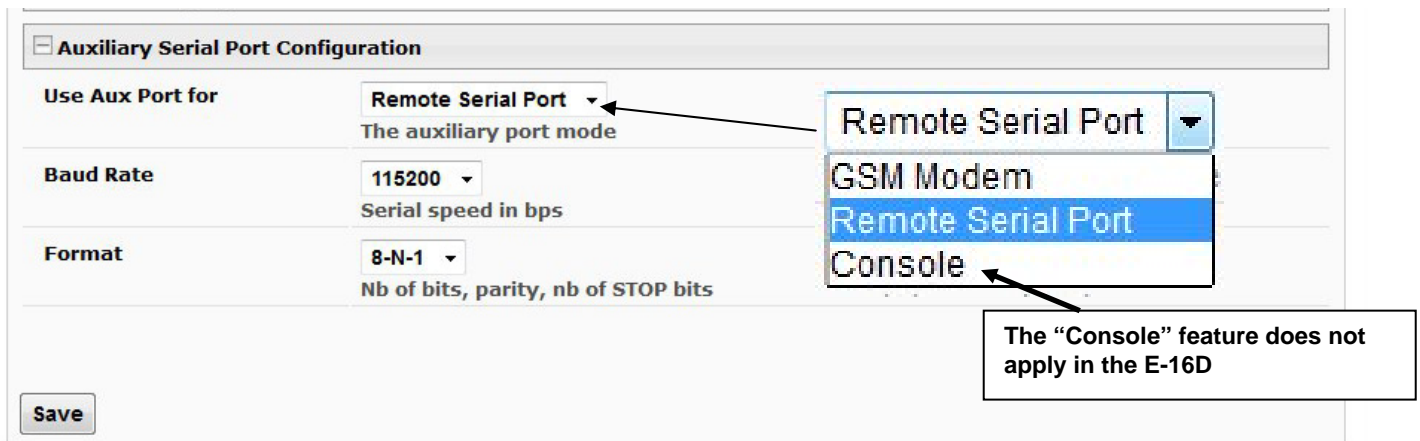 Auxiliary Serial Port Configuration
Use Aux Port for
Remote Serial Port
The auxiliary port mode
Baud Rate
115200
Serial speed in bps
Format
8-N-1
Nb of bits, parity, nb of STOP bits
Remote Serial Port
GSM Modem
Remote Serial Port
Console
The “Console” feature does not
apply in the E-16D
Save